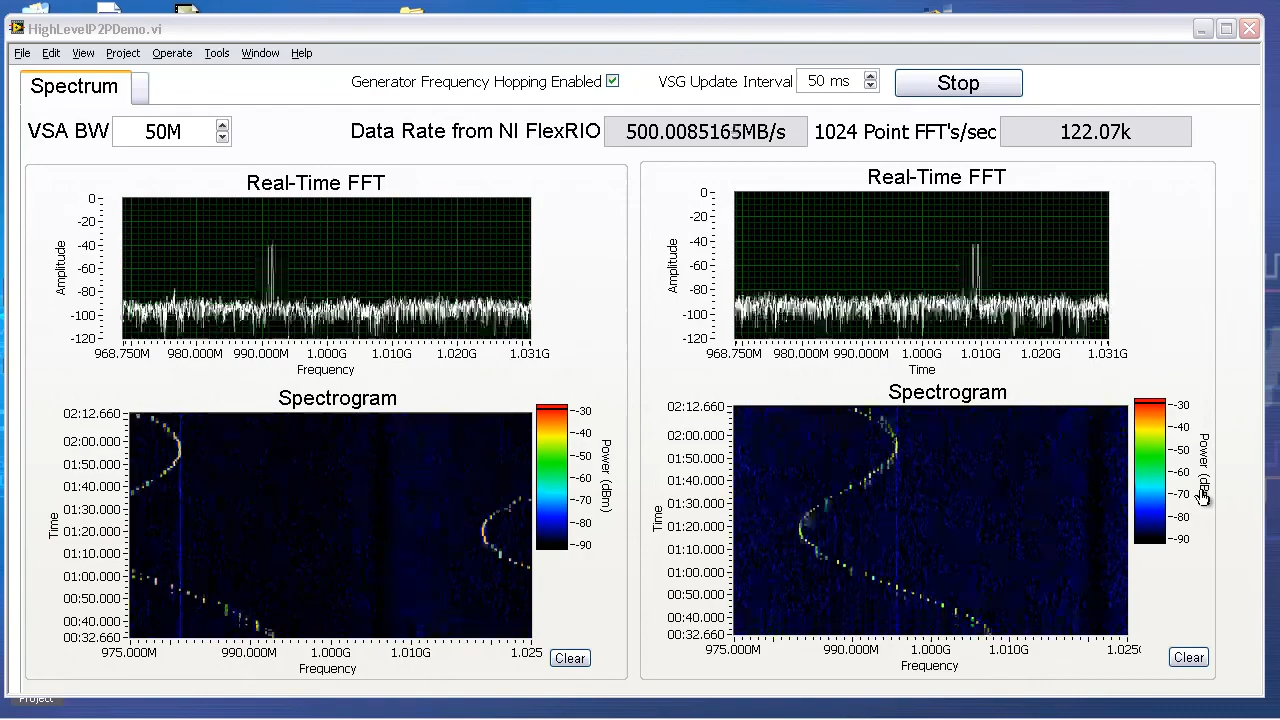 HighLevelP2PDemo.vi
File Edit View Project Operate Tools Window Help
Spectrum
Generator Frequency Hopping Enabled
VSG Update Interval 50 ms
Stop
VSA BW 50M
Data Rate from NI FlexRIO 500.0085165MB/s
1024 Point FFT's/sec 122.07k
Real-Time FFT
0
-20
-40
-60
-80
-100
-120
Amplitude
968.750M 980.000M 990.000M 1.000G 1.010G 1.020G 1.031G
Frequency
Real-Time FFT
0
-20
-40
-60
-80
-100
-120
Amplitude
968.750M 980.000M 990.000M 1.000G 1.010G 1.020G 1.031G
Time
Spectrogram
02:12.660
02:00.000
01:50.000
01:40.000
01:30.000
01:20.000
01:10.000
01:00.000
00:50.000
00:40.000
00:32.660
Time
975.000M 990.000M 1.000G 1.010G 1.025
Frequency
-30
-40
-50
-60
-70
-80
-90
Power (dBm)
Clear
Spectrogram
02:12.660
02:00.000
01:50.000
01:40.000
01:30.000
01:20.000
01:10.000
01:00.000
00:50.000
00:40.000
00:32.660
Time
975.000M 990.000M 1.000G 1.010G 1.025
Frequency
-30
-40
-50
-60
-70
-80
-90
Power
Clear
Project